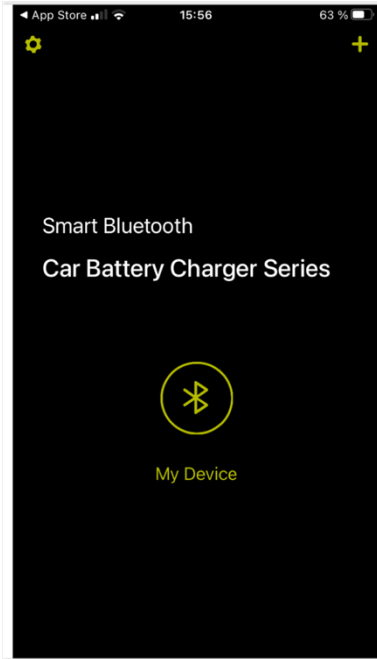 ◀ App Store 15:56 63 %
Smart Bluetooth
Car Battery Charger Series
My Device